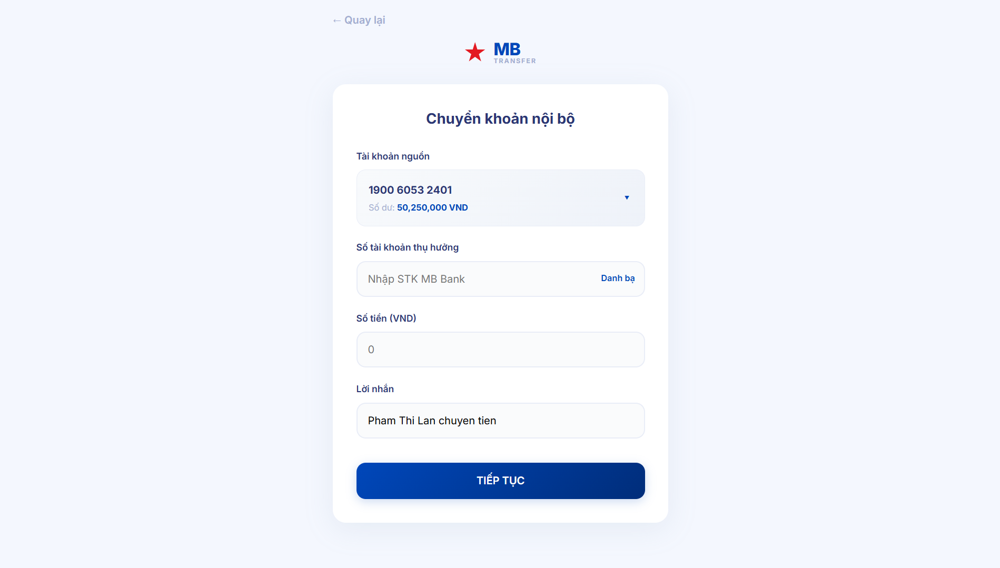 ← Quay lại
MB
TRANSFER
Chuyển khoản nội bộ
Tài khoản nguồn
1900 6053 2401
Số dư: 50,250,000 VND
Số tài khoản thụ hưởng
Nhập STK MB Bank
Danh bạ
Số tiền (VND)
0
Lời nhắn
Pham Thi Lan chuyen tien
TIẾP TỤC